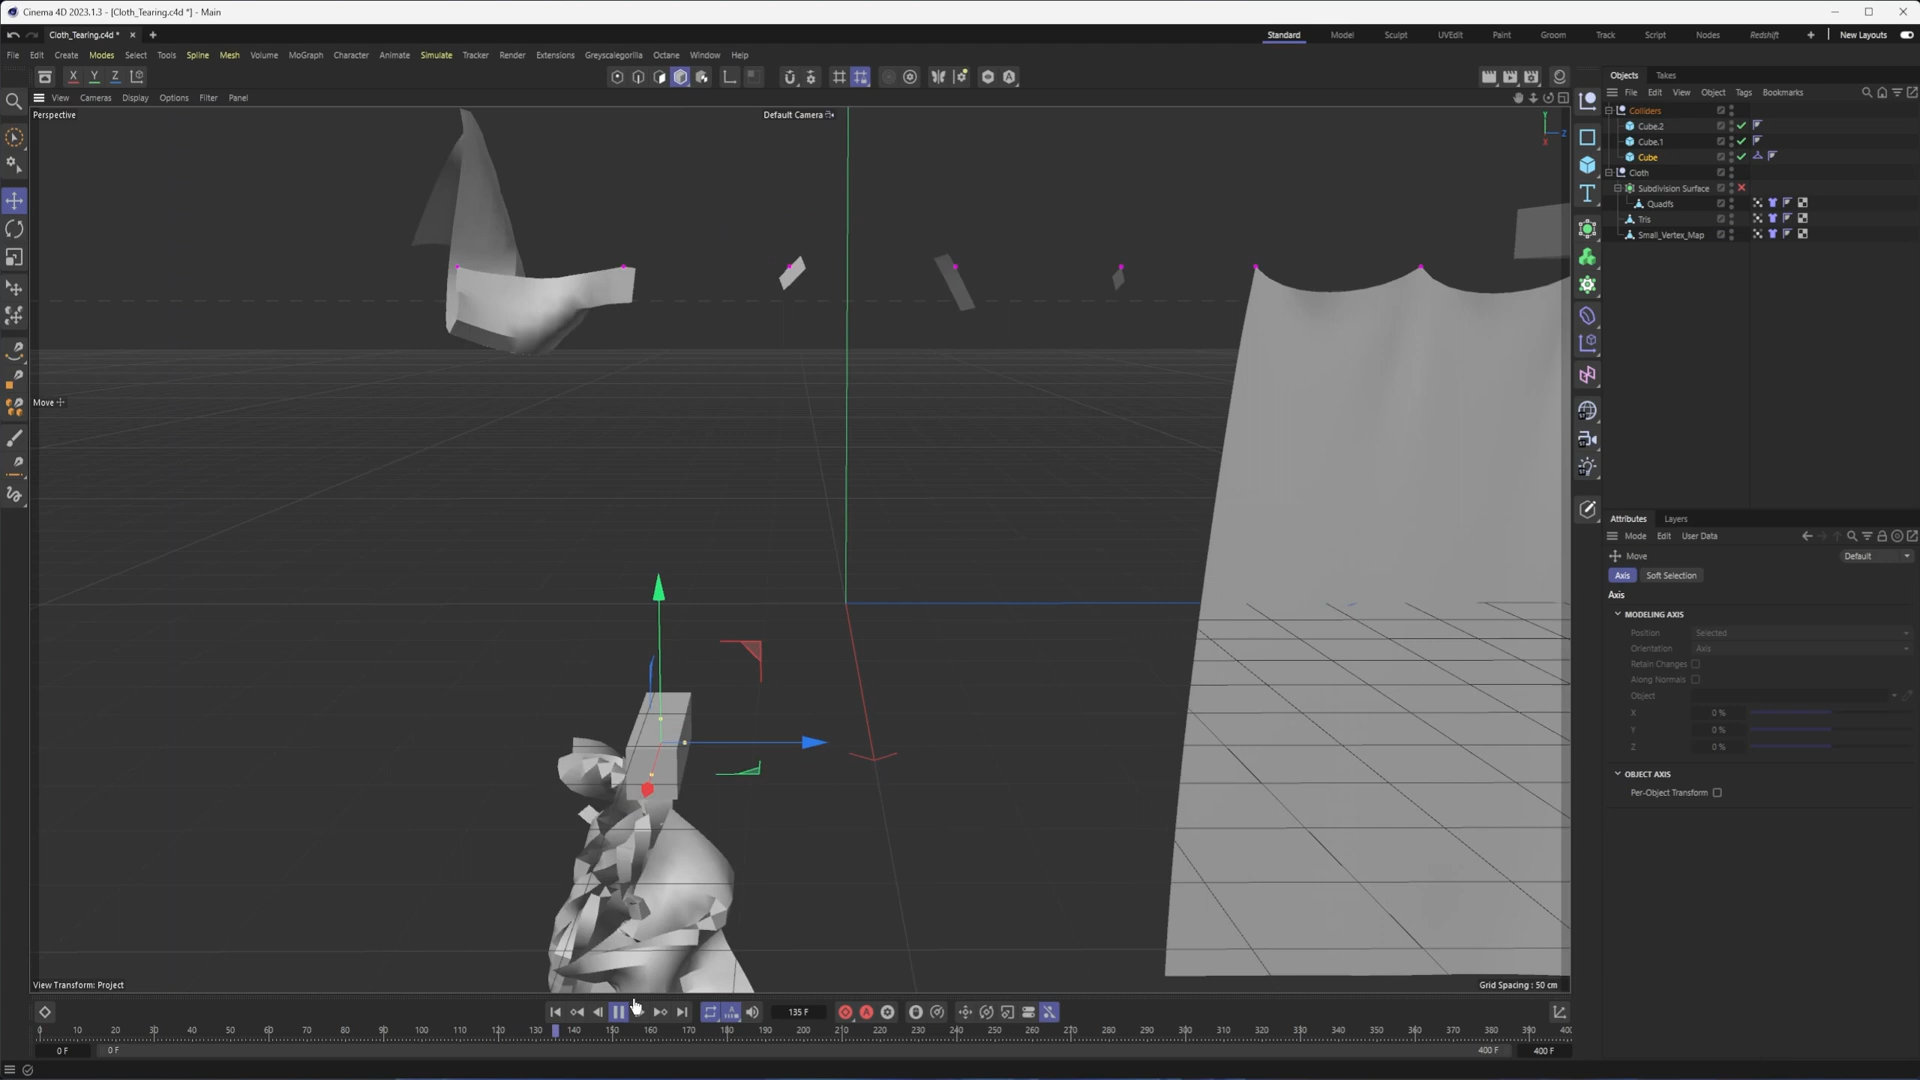 Cinema 4D 2023.1.3 - [Cloth_Tearing.c4d *] - Main
Cloth_Tearing.c4d *
Standard Model Sculpt UVEdit Paint Groom Track Script Nodes Redshift New Layouts
File Edit Create Modes Select Tools Spline Mesh Volume MoGraph Character Animate Simulate Tracker Render Extensions Greyscalegorilla Octane Window Help
X Y Z
View Cameras Display Options Filter Panel
Perspective
Default Camera
Y
Z
X
Move
View Transform: Project
Grid Spacing : 50 cm
Objects Takes
File Edit View Object Tags Bookmarks
Colliders
Cube.2
Cube.1
Cube
Cloth
Subdivision Surface
Quadfs
Tris
Small_Vertex_Map
Attributes Layers
Mode Edit User Data
Move Default
Axis Soft Selection
Axis
MODELING AXIS
Position Selected
Orientation Axis
Retain Changes
Along Normals
Object
X 0 %
Y 0 %
Z 0 %
OBJECT AXIS
Per-Object Transform
135 F
0 10 20 30 40 50 60 70 80 90 100 110 120 130 140 150 160 170 180 190 200 210 220 230 240 250 260 270 280 290 300 310 320 330 340 350 360 370 380 390 400
0 F 0 F 400 F 400 F